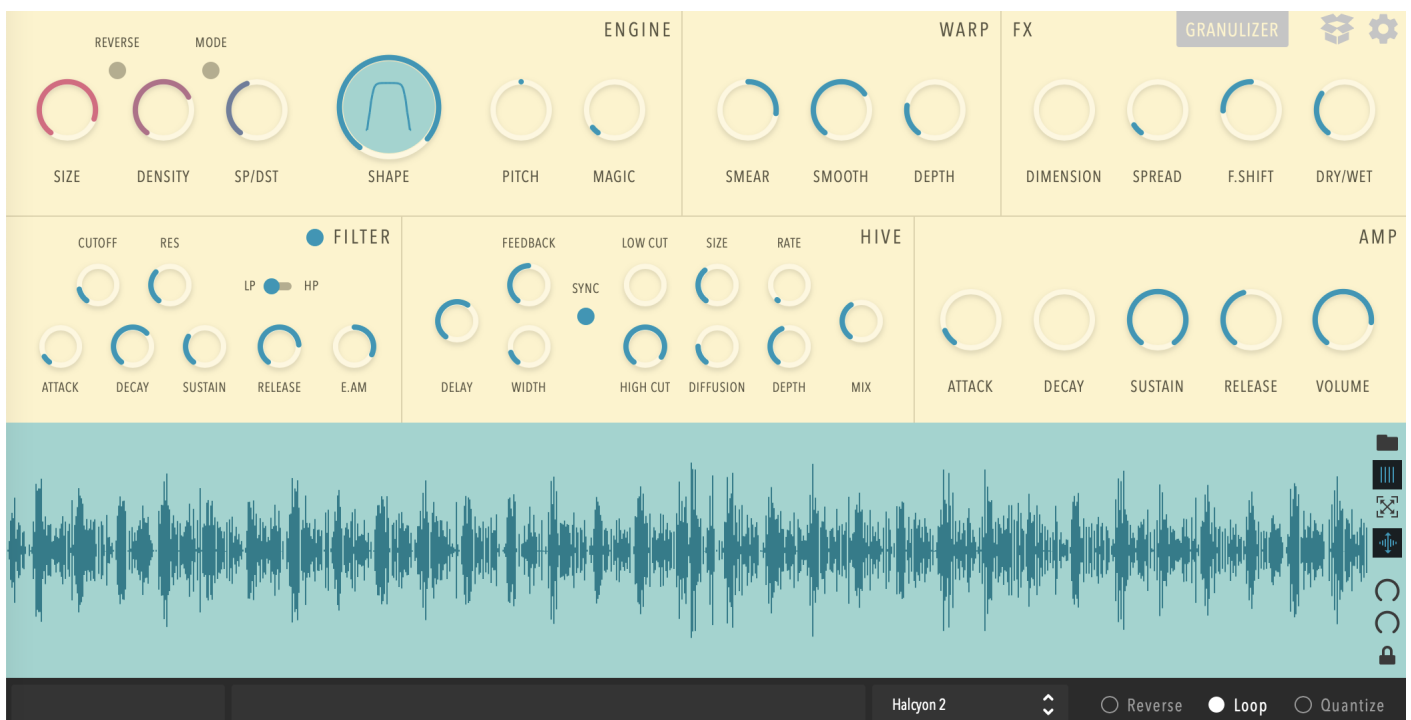 ENGINE
WARP
FX
GRANULIZER
REVERSE
MODE
SIZE
DENSITY
SP/DST
SHAPE
PITCH
MAGIC
SMEAR
SMOOTH
DEPTH
DIMENSION
SPREAD
F.SHIFT
DRY/WET
FILTER
CUTOFF
RES
LP
HP
ATTACK
DECAY
SUSTAIN
RELEASE
E.AM
HIVE
FEEDBACK
LOW CUT
SIZE
RATE
SYNC
DELAY
WIDTH
HIGH CUT
DIFFUSION
DEPTH
MIX
AMP
ATTACK
DECAY
SUSTAIN
RELEASE
VOLUME
Halcyon 2
Reverse
Loop
Quantize